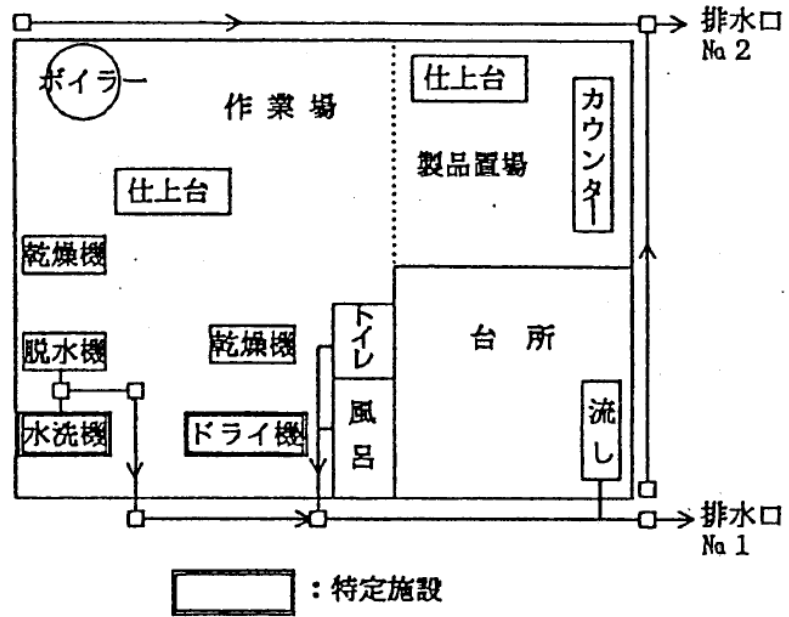 排水口
No. 2
ボイラー
作業場
仕上台
カウンター
製品置場
仕上台
乾燥機
トイレ
台所
脱水機
乾燥機
水洗機
ドライ機
風呂
流し
排水口
No. 1
：特定施設